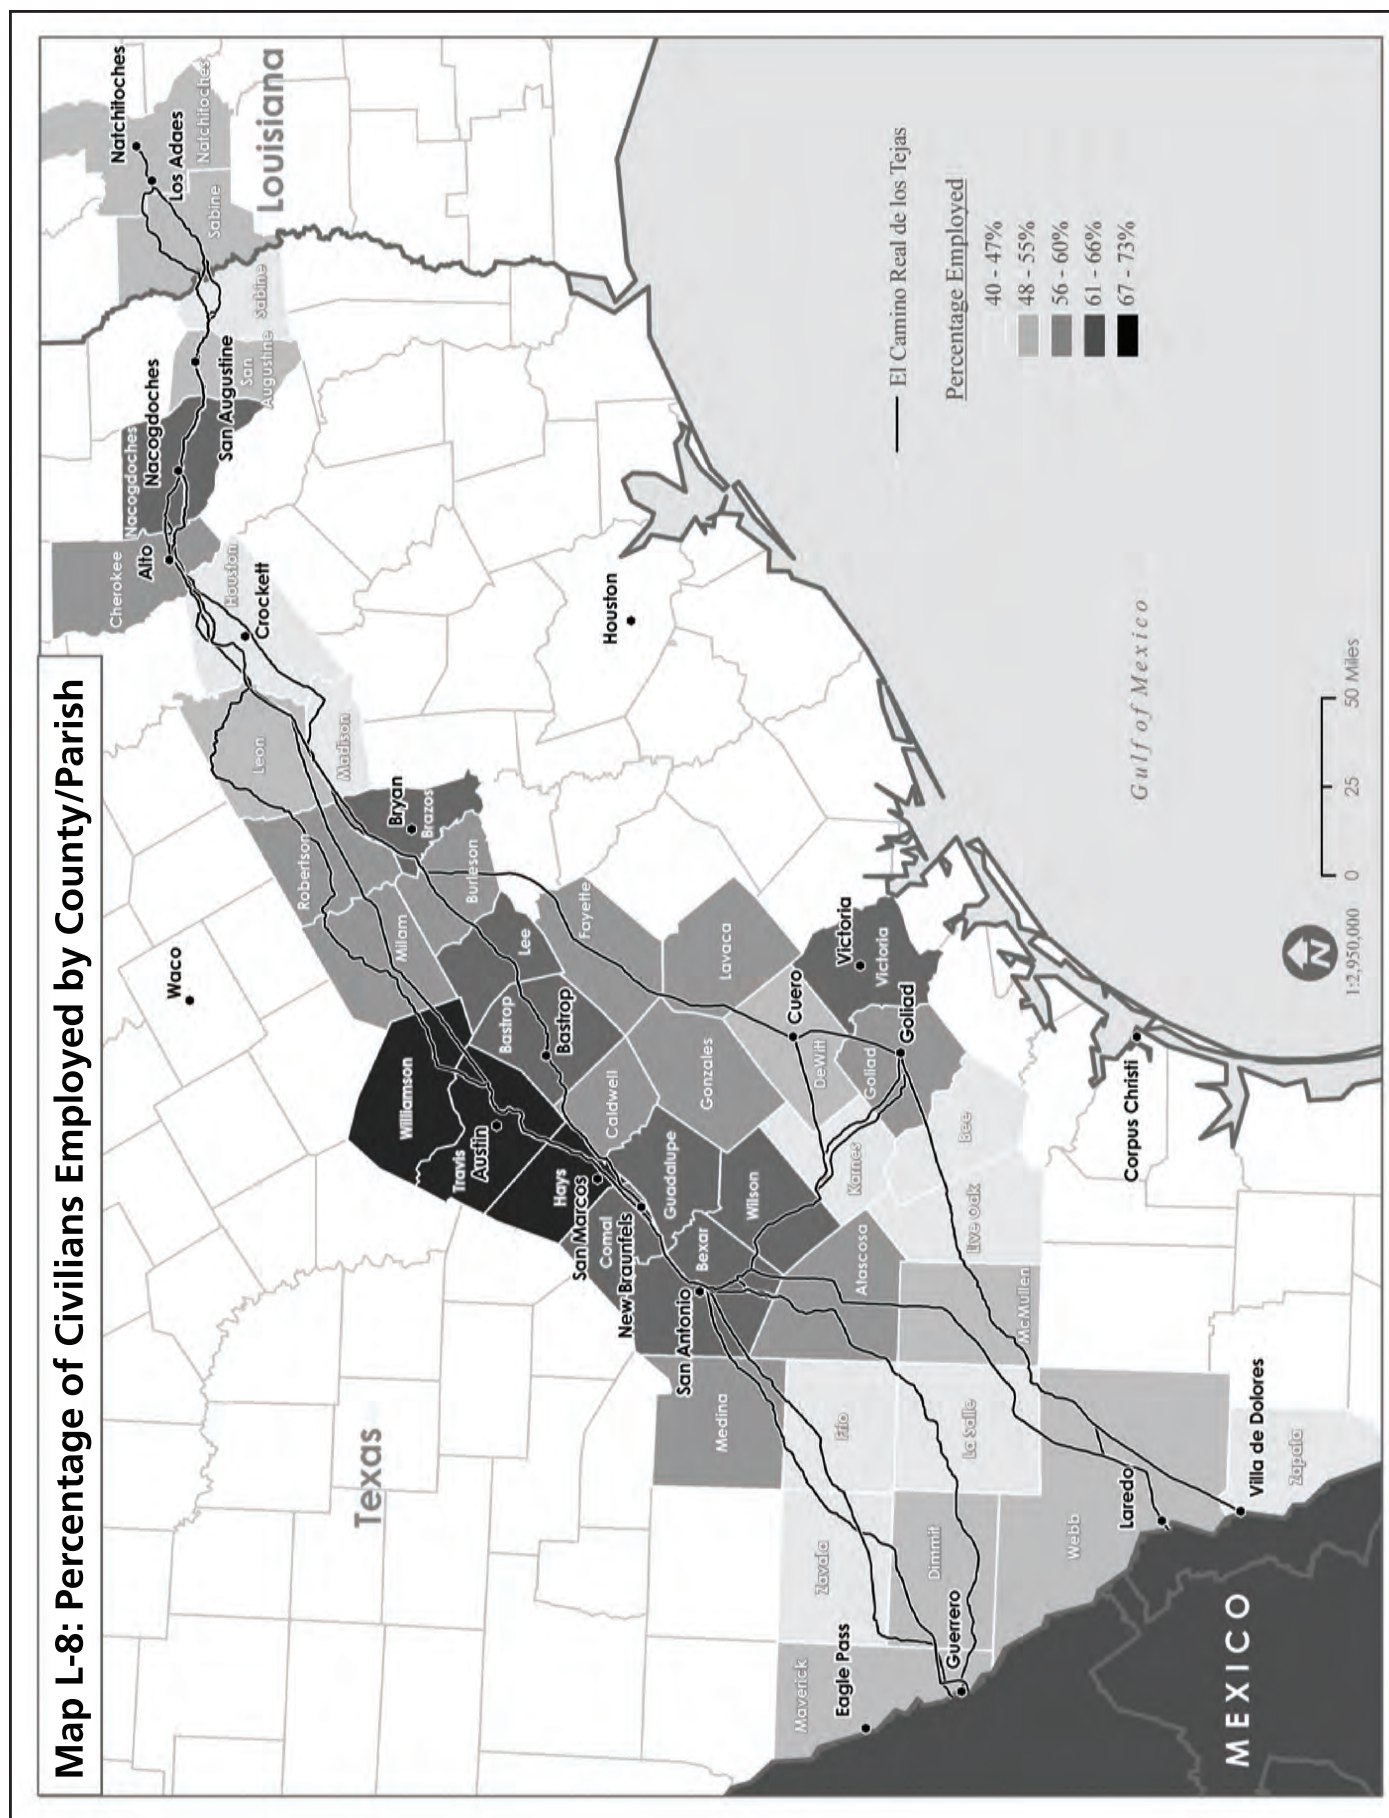 Map L-8: Percentage of Civilians Employed by County/Parish
Natchitoches
Los Adaes
Natchitoches
Sabine
Louisiana
Sabine
San
Augustine
San Augustine
Nacogdoches
Nacogdoches
Cherokee
Alto
Houston
Crockett
Leon
Madison
Houston
Robertson
Bryan
Brazos
Burleson
Milam
Waco
Lee
Fayette
Lavaca
Victoria
Victoria
Bastrop
Bastrop
Cuero
DeWitt
Goliad
Goliad
Williamson
Travis
Austin
Caldwell
Gonzales
Hays
San Marcos
Comal
New Braunfels
Guadalupe
Wilson
Karnes
Bee
Live Oak
Corpus Christi
Bexar
San Antonio
Atascosa
McMullen
Texas
Medina
Frio
La Salle
Zavala
Dimmit
Webb
Laredo
Villa de Dolores
Zapata
Maverick
Eagle Pass
Guerrero
MEXICO
Gulf of Mexico
El Camino Real de los Tejas
Percentage Employed
40 - 47%
48 - 55%
56 - 60%
61 - 66%
67 - 73%
N
1:2,950,000
0 25 50 Miles